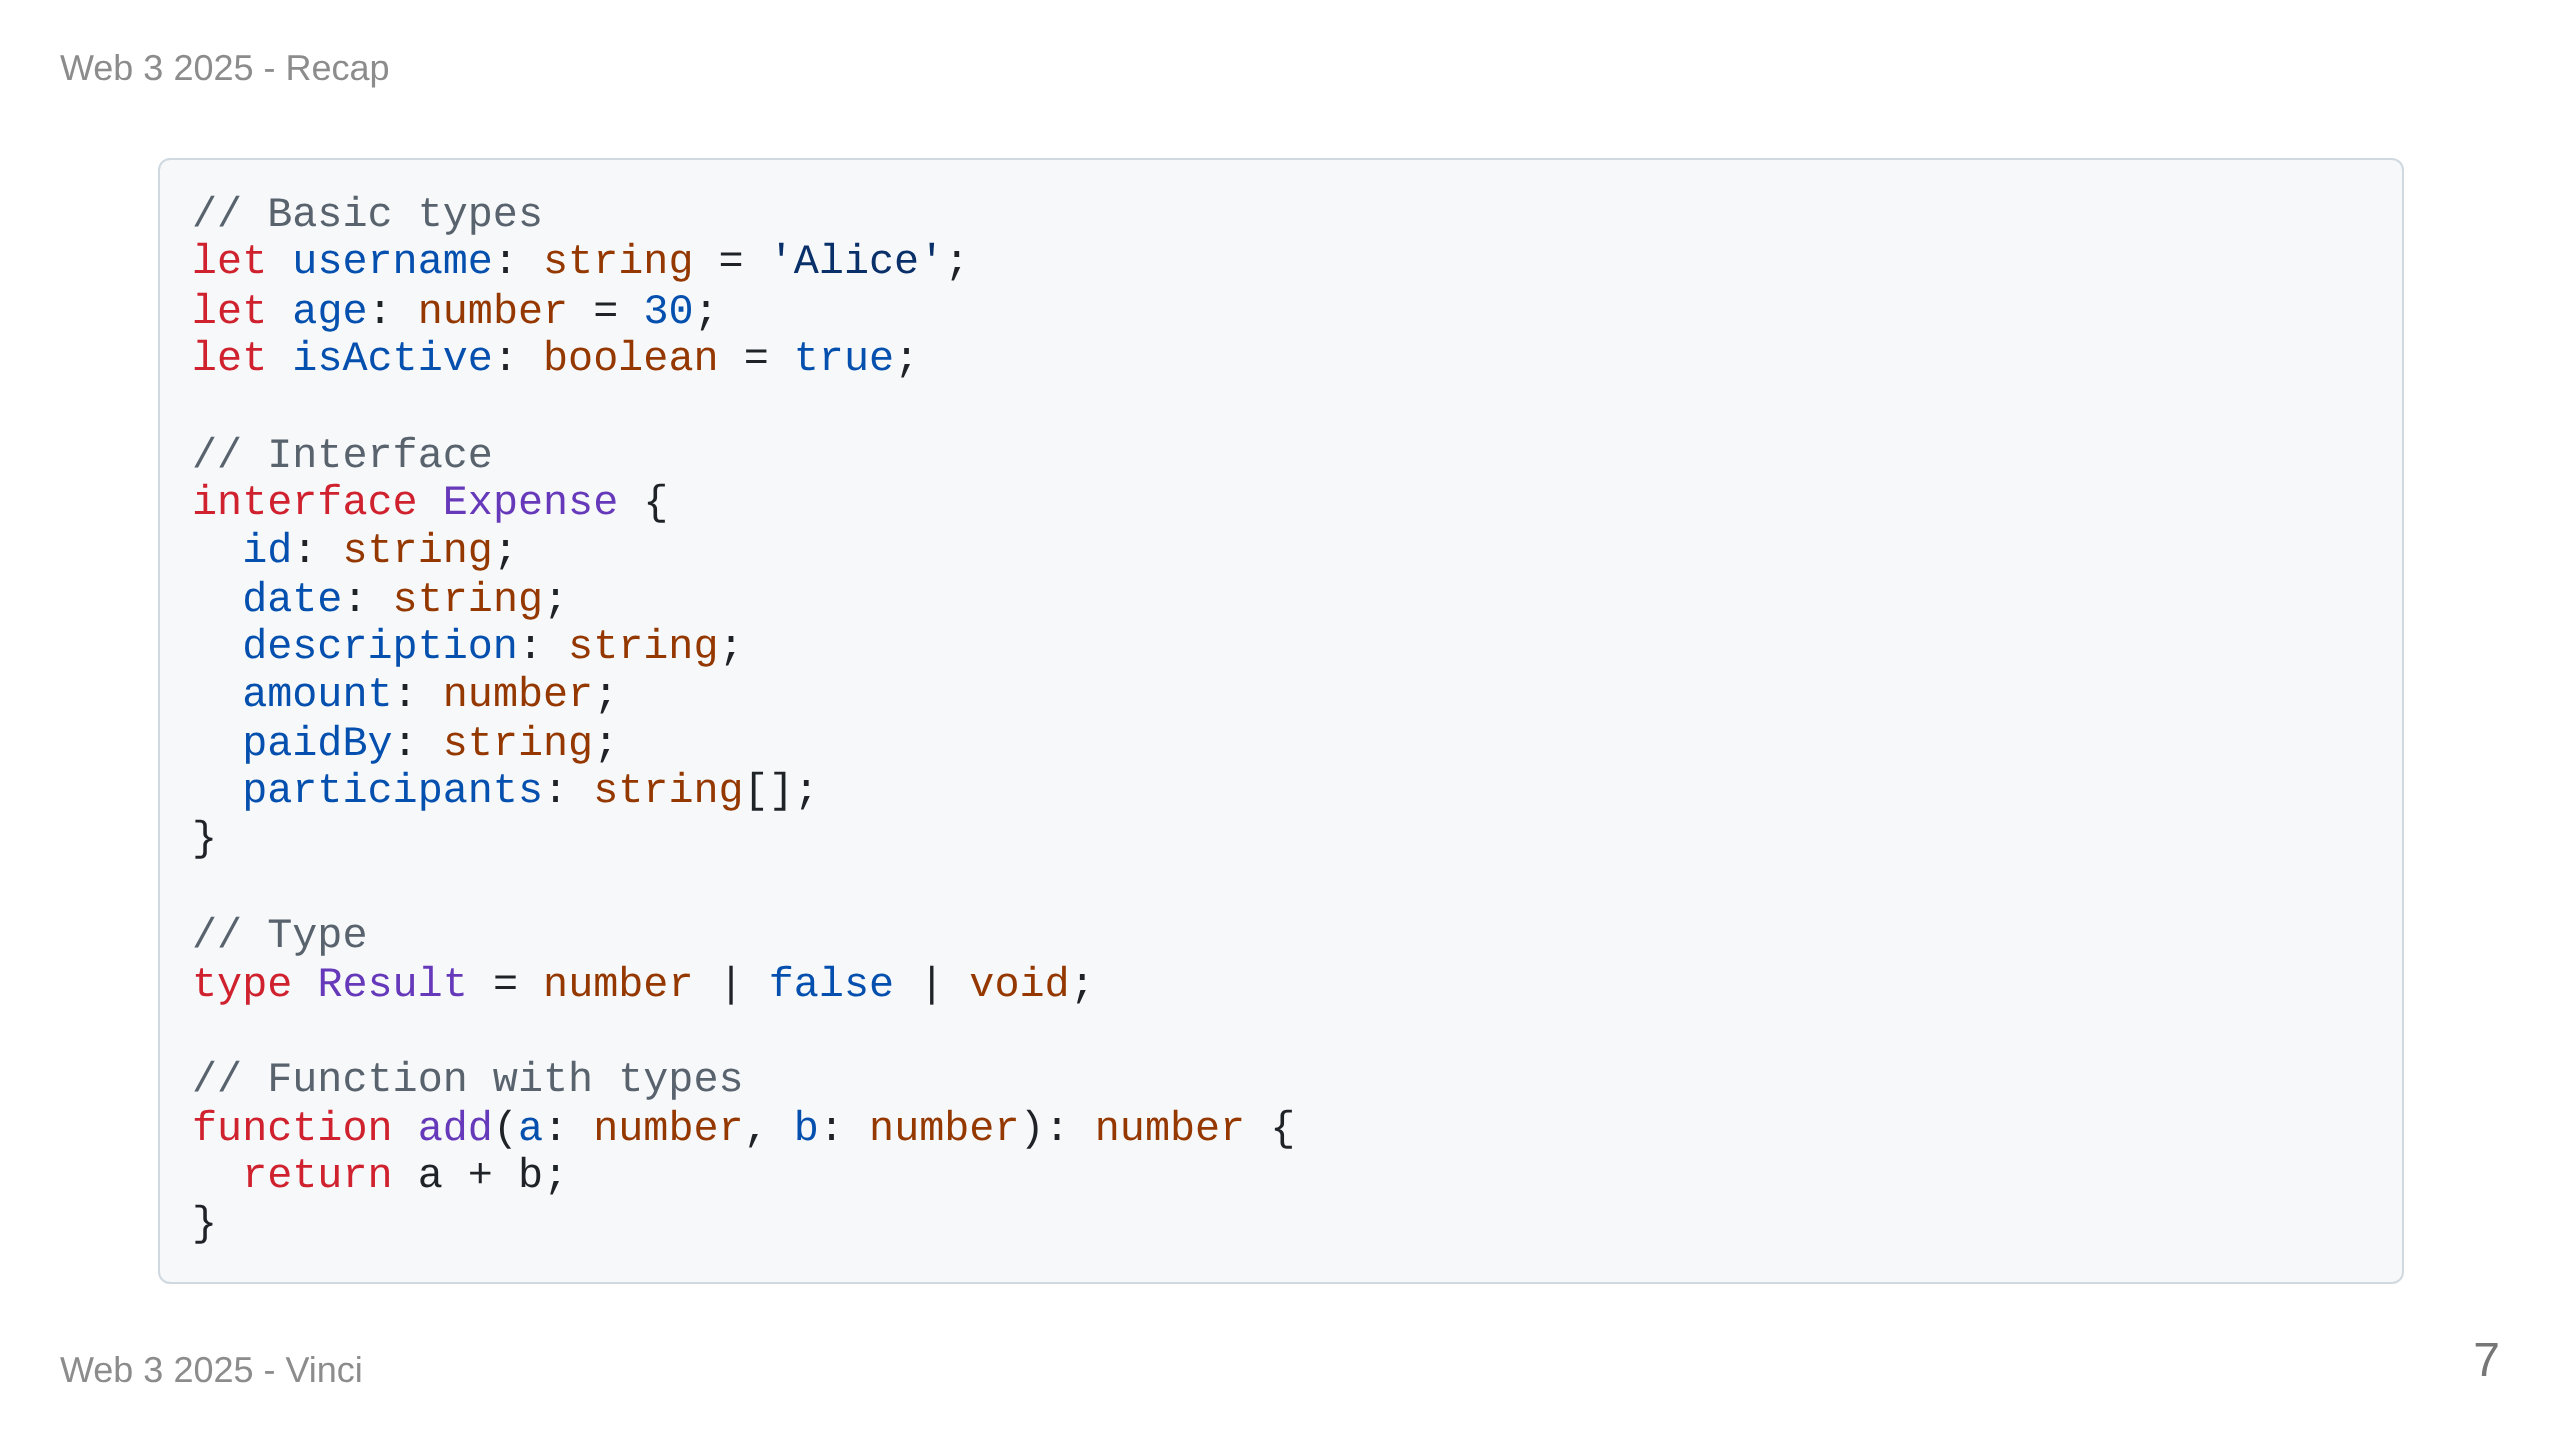 Web 3 2025 - Recap
// Basic types
let username: string = 'Alice';
let age: number = 30;
let isActive: boolean = true;

// Interface
interface Expense {
  id: string;
  date: string;
  description: string;
  amount: number;
  paidBy: string;
  participants: string[];
}

// Type
type Result = number | false | void;

// Function with types
function add(a: number, b: number): number {
  return a + b;
}
Web 3 2025 - Vinci
7